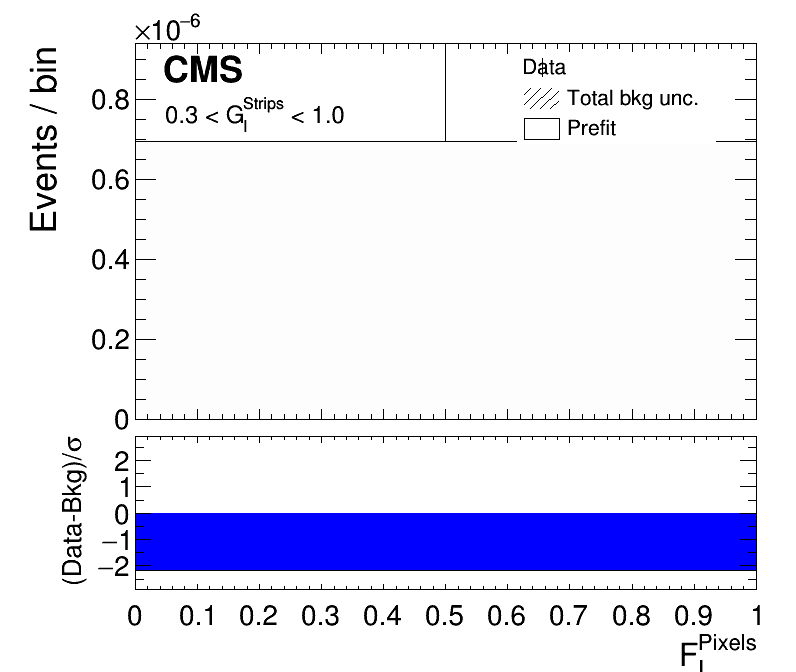 ×10⁻⁶
CMS
0.3 < G_I^Strips < 1.0
Data
Total bkg unc.
Prefit
Events / bin
0.8
0.6
0.4
0.2
0
(Data-Bkg)/σ
2
1
0
−1
−2
0 0.1 0.2 0.3 0.4 0.5 0.6 0.7 0.8 0.9 1
F_I^Pixels